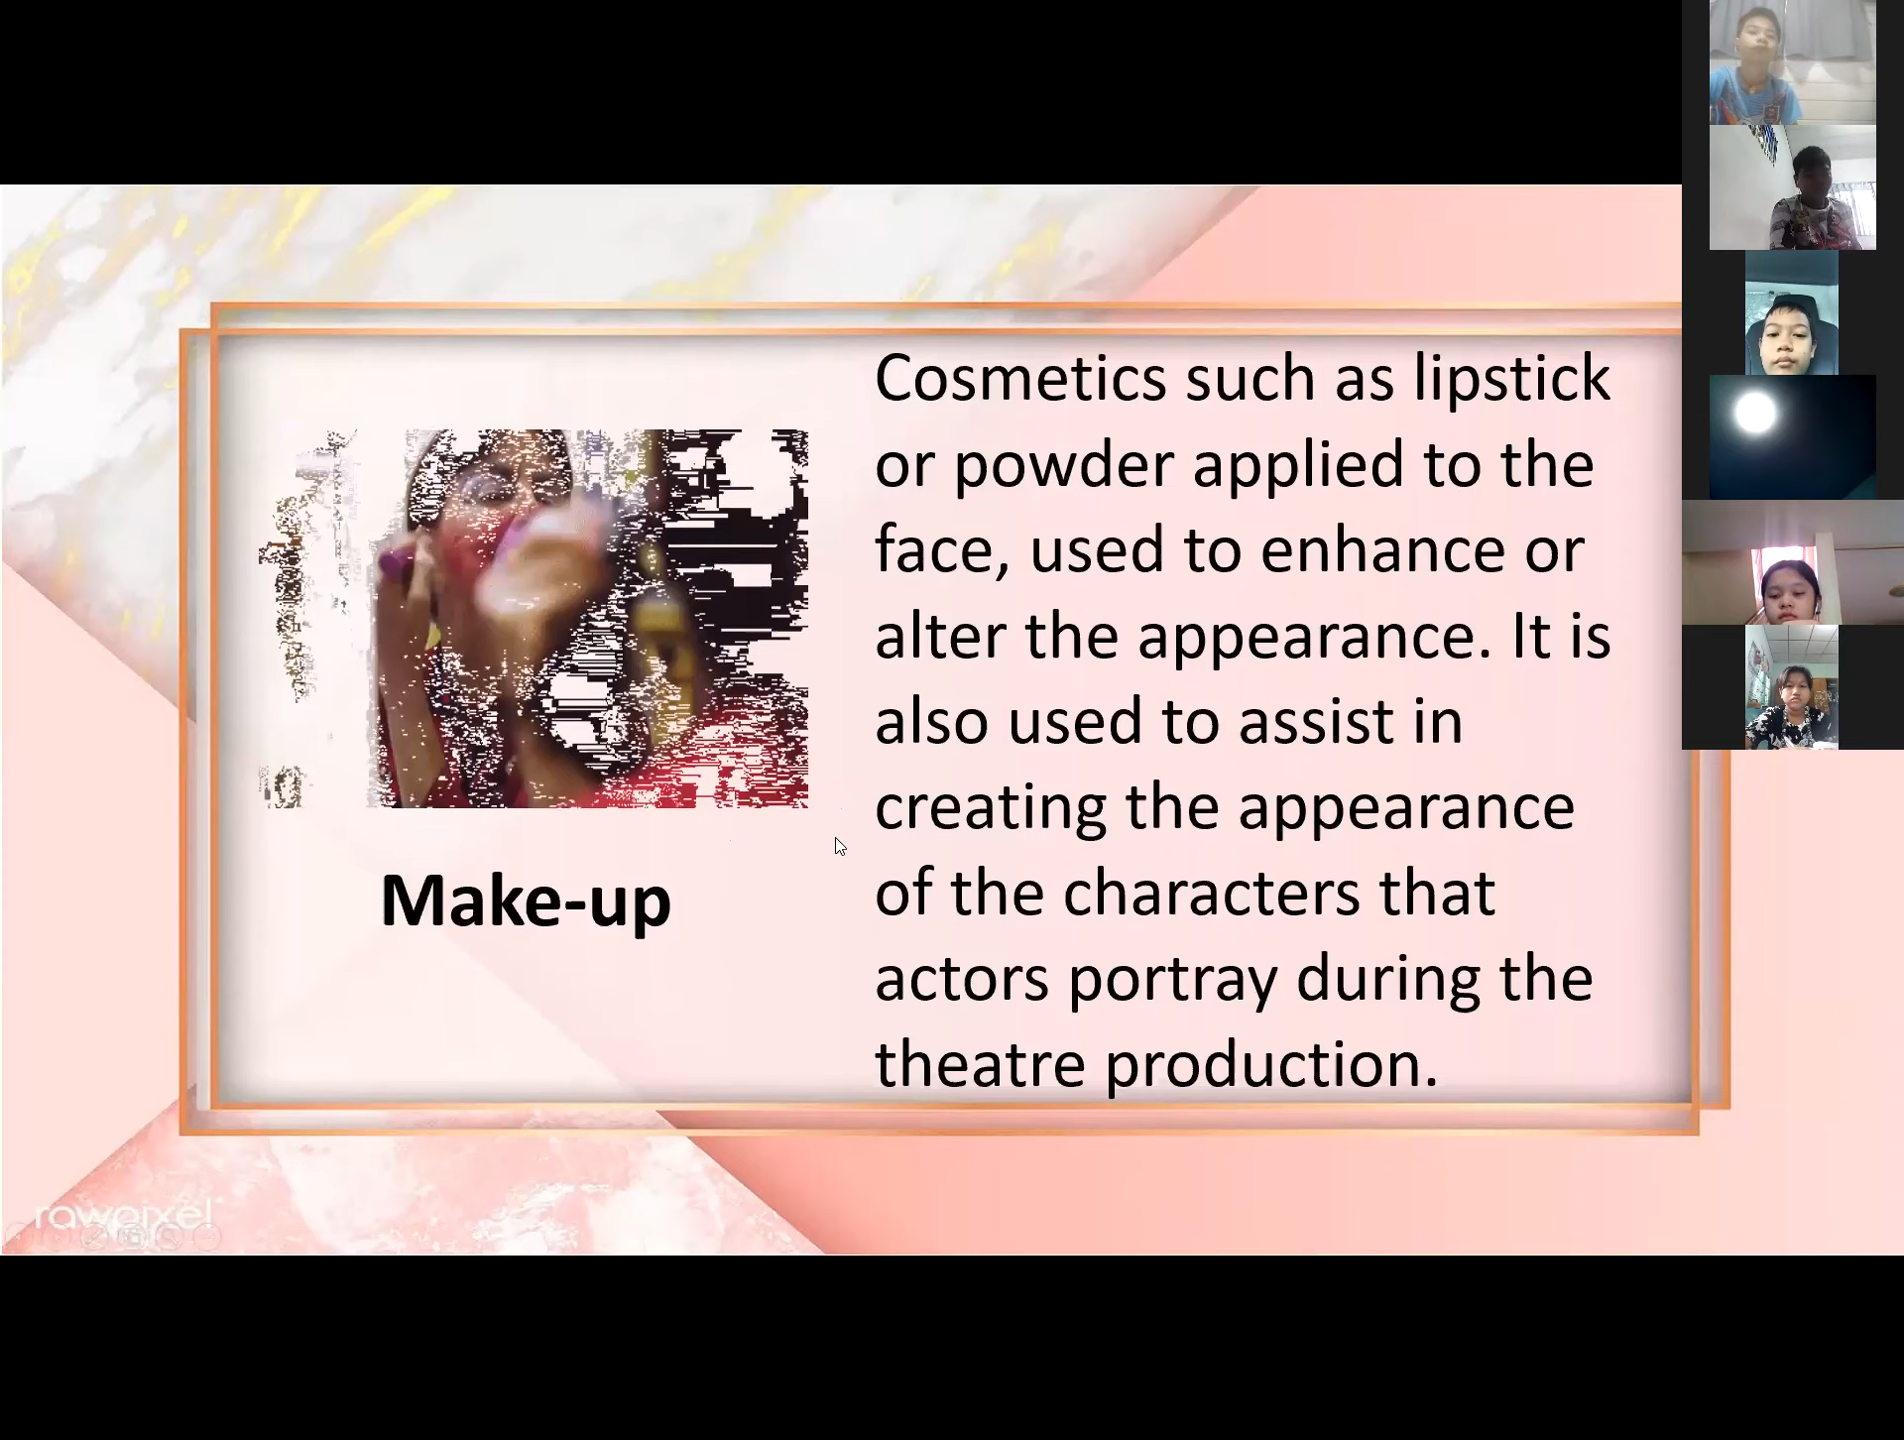 Cosmetics such as lipstick
or powder applied to the
face, used to enhance or
alter the appearance. It is
also used to assist in
creating the appearance
of the characters that
actors portray during the
theatre production.
Make-up
rawpixel